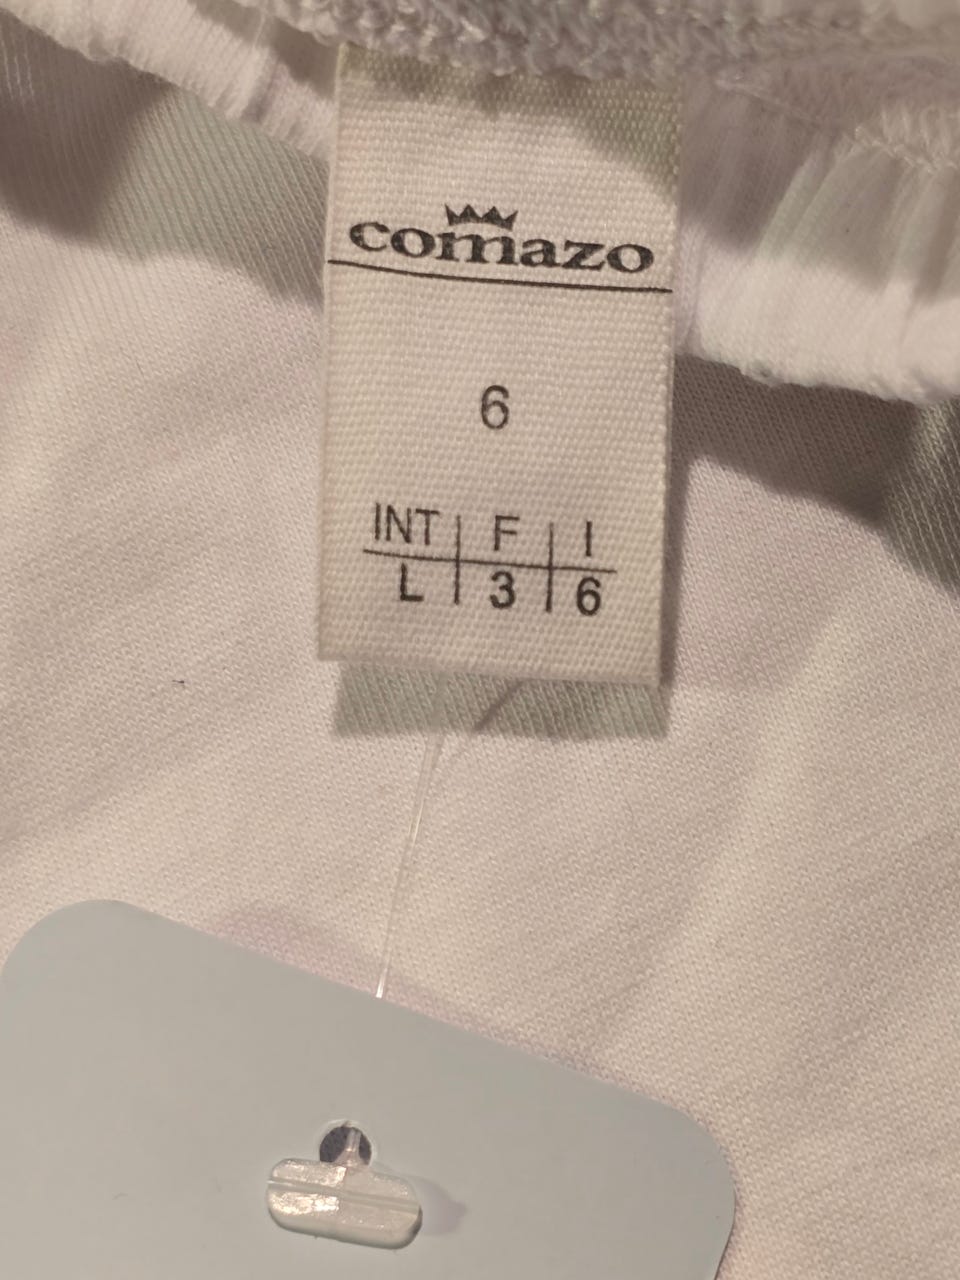 comazo
6
INT | F | I
L | 3 | 6